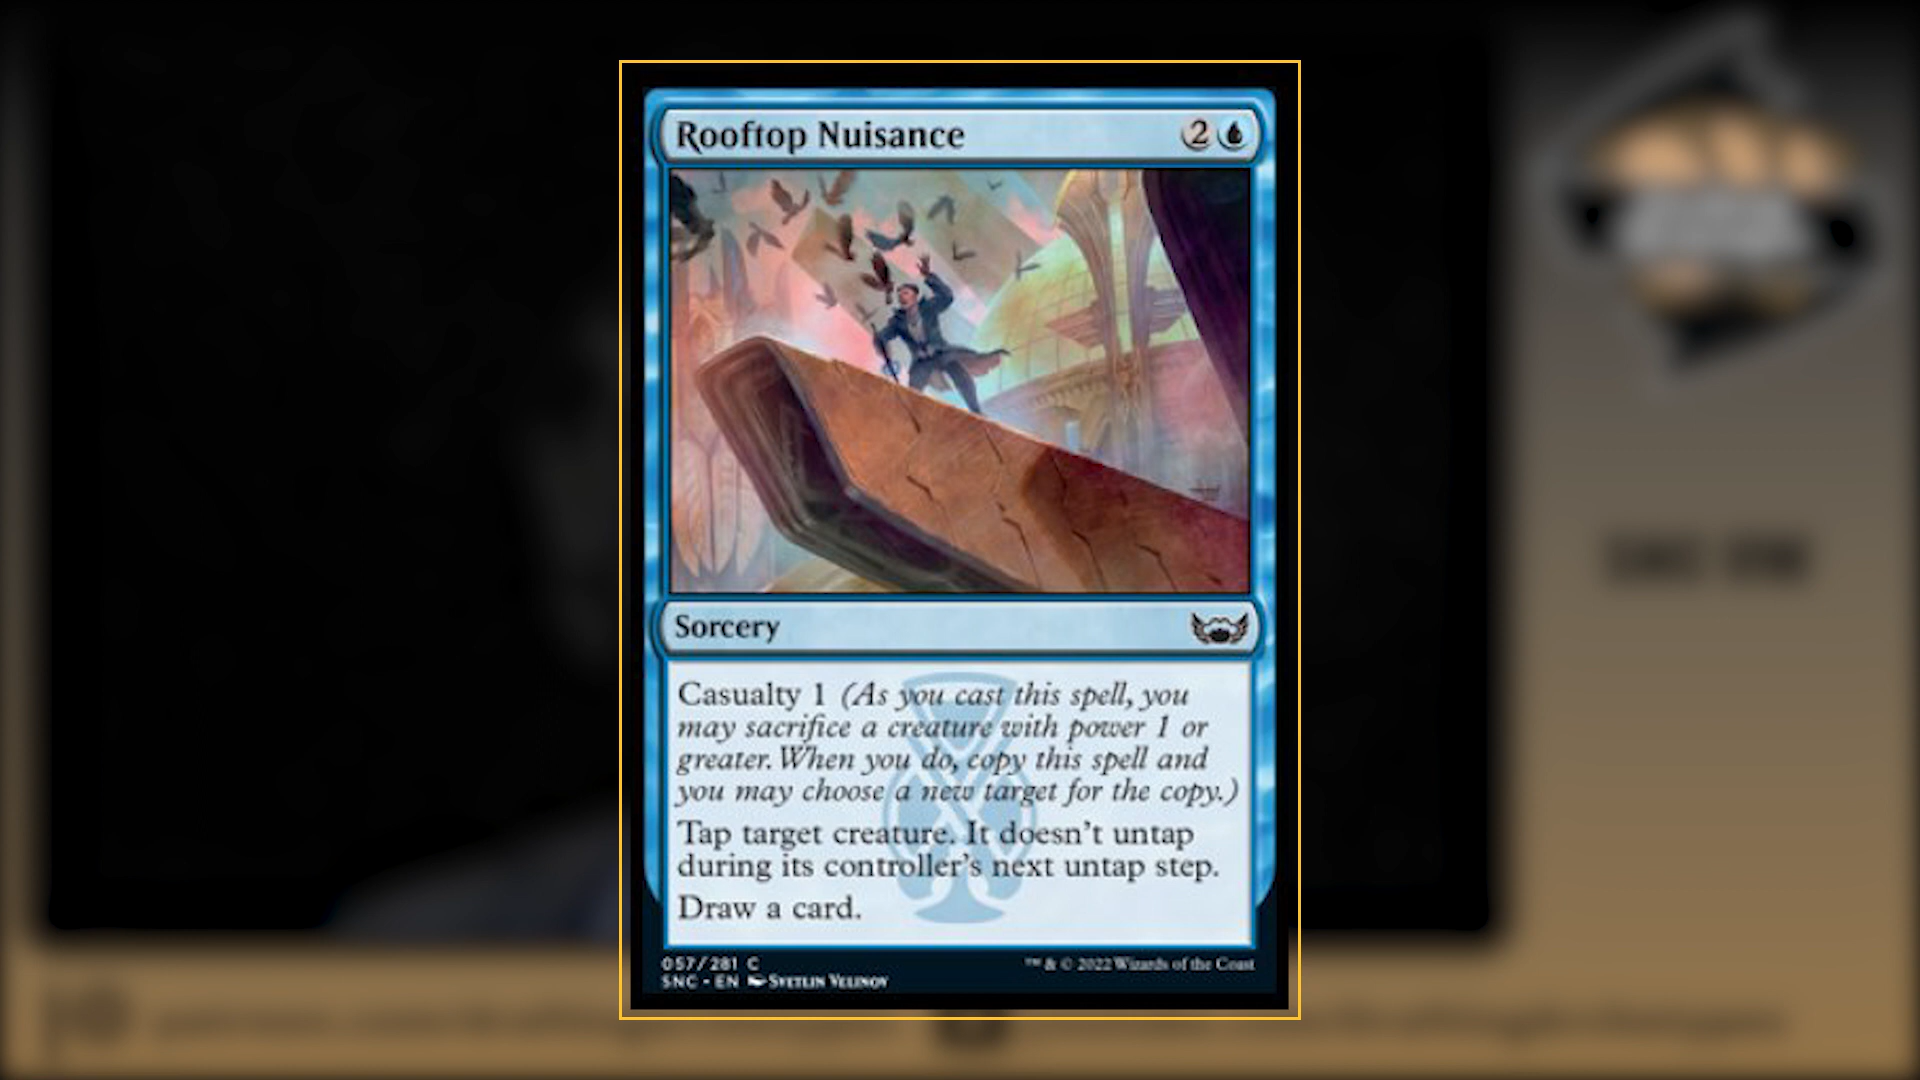 Rooftop Nuisance 2
Sorcery
Casualty 1 (As you cast this spell, you
may sacrifice a creature with power 1 or
greater. When you do, copy this spell and
you may choose a new target for the copy.)
Tap target creature. It doesn't untap
during its controller's next untap step.
Draw a card.
057/281 C
™ & © 2022 Wizards of the Coast
SNC • EN Svetlin Velinov